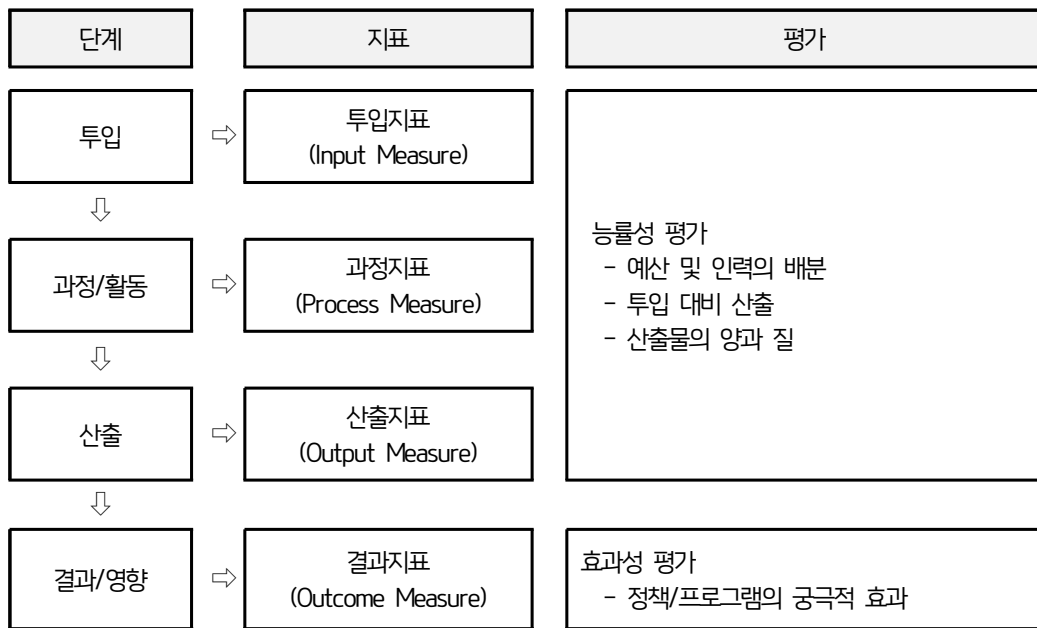 단계
지표
평가
투입
⇨
투입지표
(Input Measure)
⇩
과정/활동
⇨
과정지표
(Process Measure)
⇩
산출
⇨
산출지표
(Output Measure)
능률성 평가
- 예산 및 인력의 배분
- 투입 대비 산출
- 산출물의 양과 질
⇩
결과/영향
⇨
결과지표
(Outcome Measure)
효과성 평가
- 정책/프로그램의 궁극적 효과